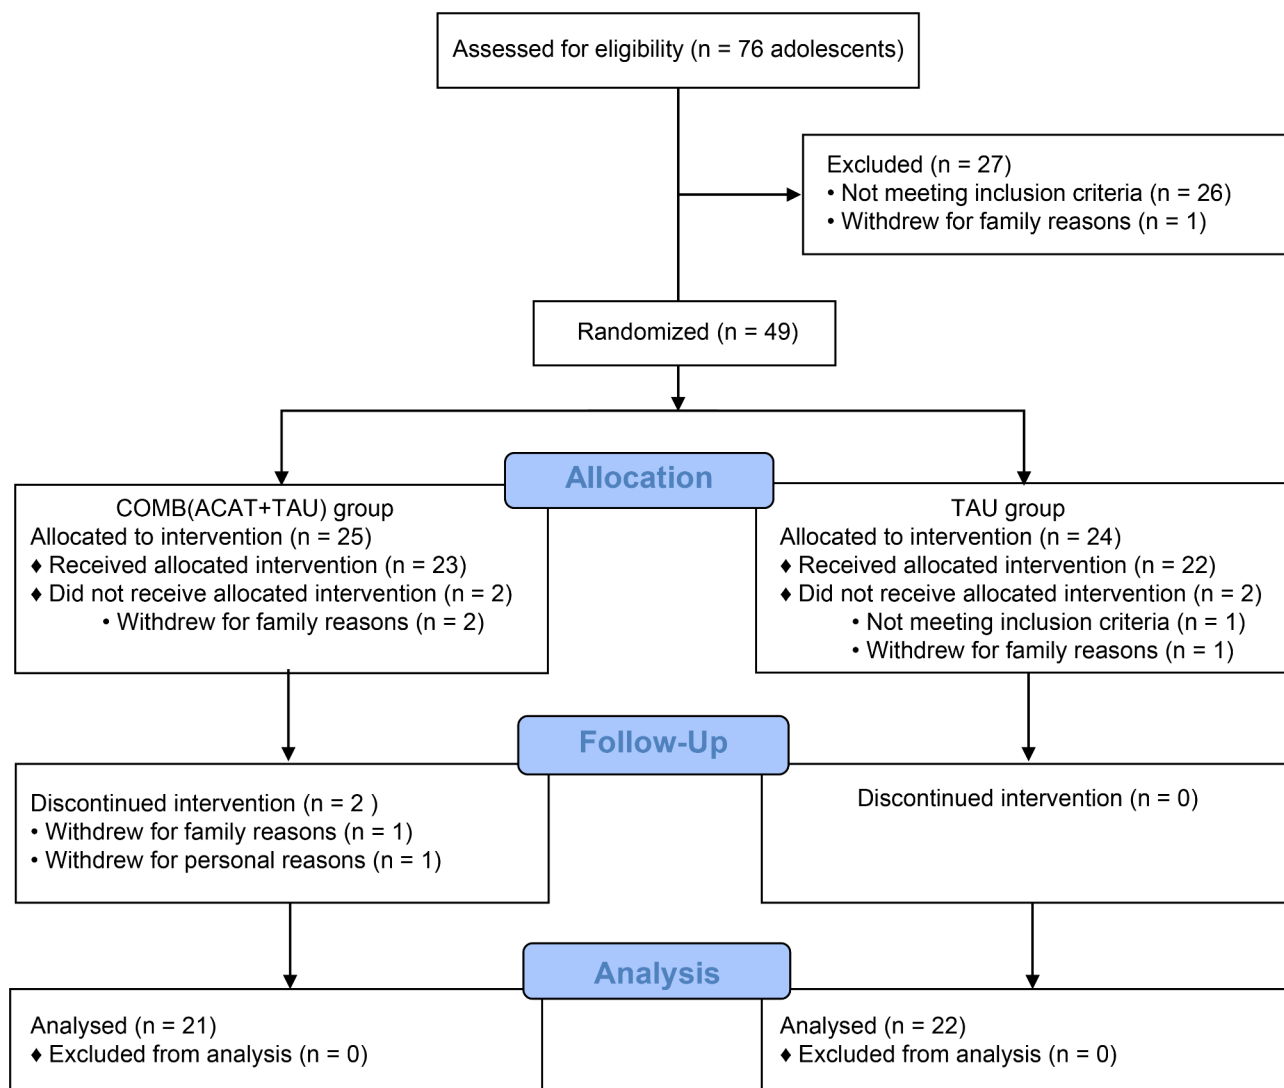 Assessed for eligibility (n = 76 adolescents)
Excluded (n = 27)
• Not meeting inclusion criteria (n = 26)
• Withdrew for family reasons (n = 1)
Randomized (n = 49)
Allocation
COMB(ACAT+TAU) group
Allocated to intervention (n = 25)
♦ Received allocated intervention (n = 23)
♦ Did not receive allocated intervention (n = 2)
• Withdrew for family reasons (n = 2)
TAU group
Allocated to intervention (n = 24)
♦ Received allocated intervention (n = 22)
♦ Did not receive allocated intervention (n = 2)
• Not meeting inclusion criteria (n = 1)
• Withdrew for family reasons (n = 1)
Follow-Up
Discontinued intervention (n = 2 )
• Withdrew for family reasons (n = 1)
• Withdrew for personal reasons (n = 1)
Discontinued intervention (n = 0)
Analysis
Analysed (n = 21)
♦ Excluded from analysis (n = 0)
Analysed (n = 22)
♦ Excluded from analysis (n = 0)